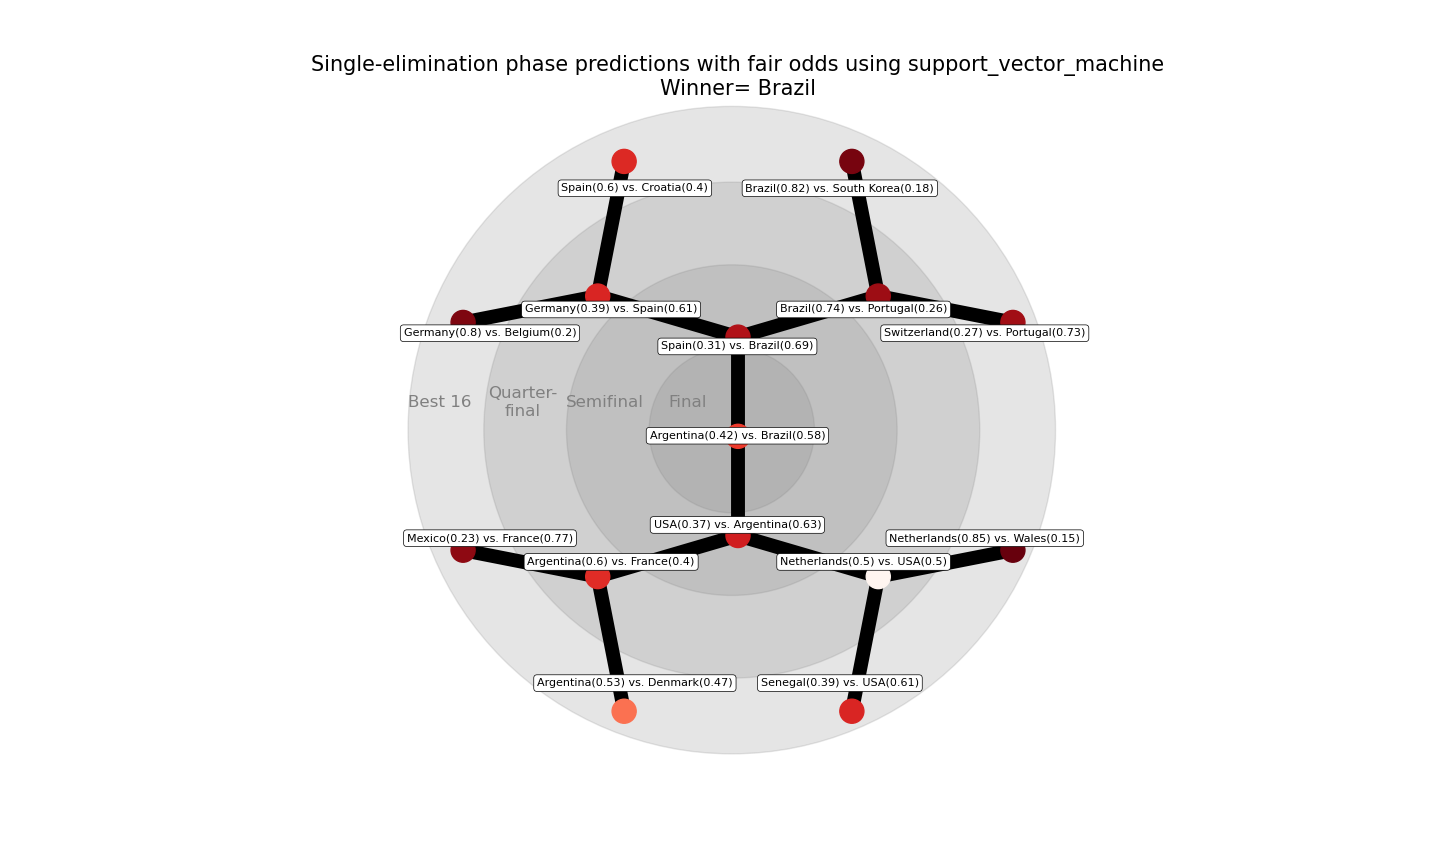 Single-elimination phase predictions with fair odds using support_vector_machine
Winner= Brazil
Spain(0.6) vs. Croatia(0.4)
Brazil(0.82) vs. South Korea(0.18)
Germany(0.39) vs. Spain(0.61)
Brazil(0.74) vs. Portugal(0.26)
Germany(0.8) vs. Belgium(0.2)
Switzerland(0.27) vs. Portugal(0.73)
Spain(0.31) vs. Brazil(0.69)
Best 16
Quarter-
final
Semifinal
Final
Argentina(0.42) vs. Brazil(0.58)
USA(0.37) vs. Argentina(0.63)
Mexico(0.23) vs. France(0.77)
Netherlands(0.85) vs. Wales(0.15)
Argentina(0.6) vs. France(0.4)
Netherlands(0.5) vs. USA(0.5)
Argentina(0.53) vs. Denmark(0.47)
Senegal(0.39) vs. USA(0.61)